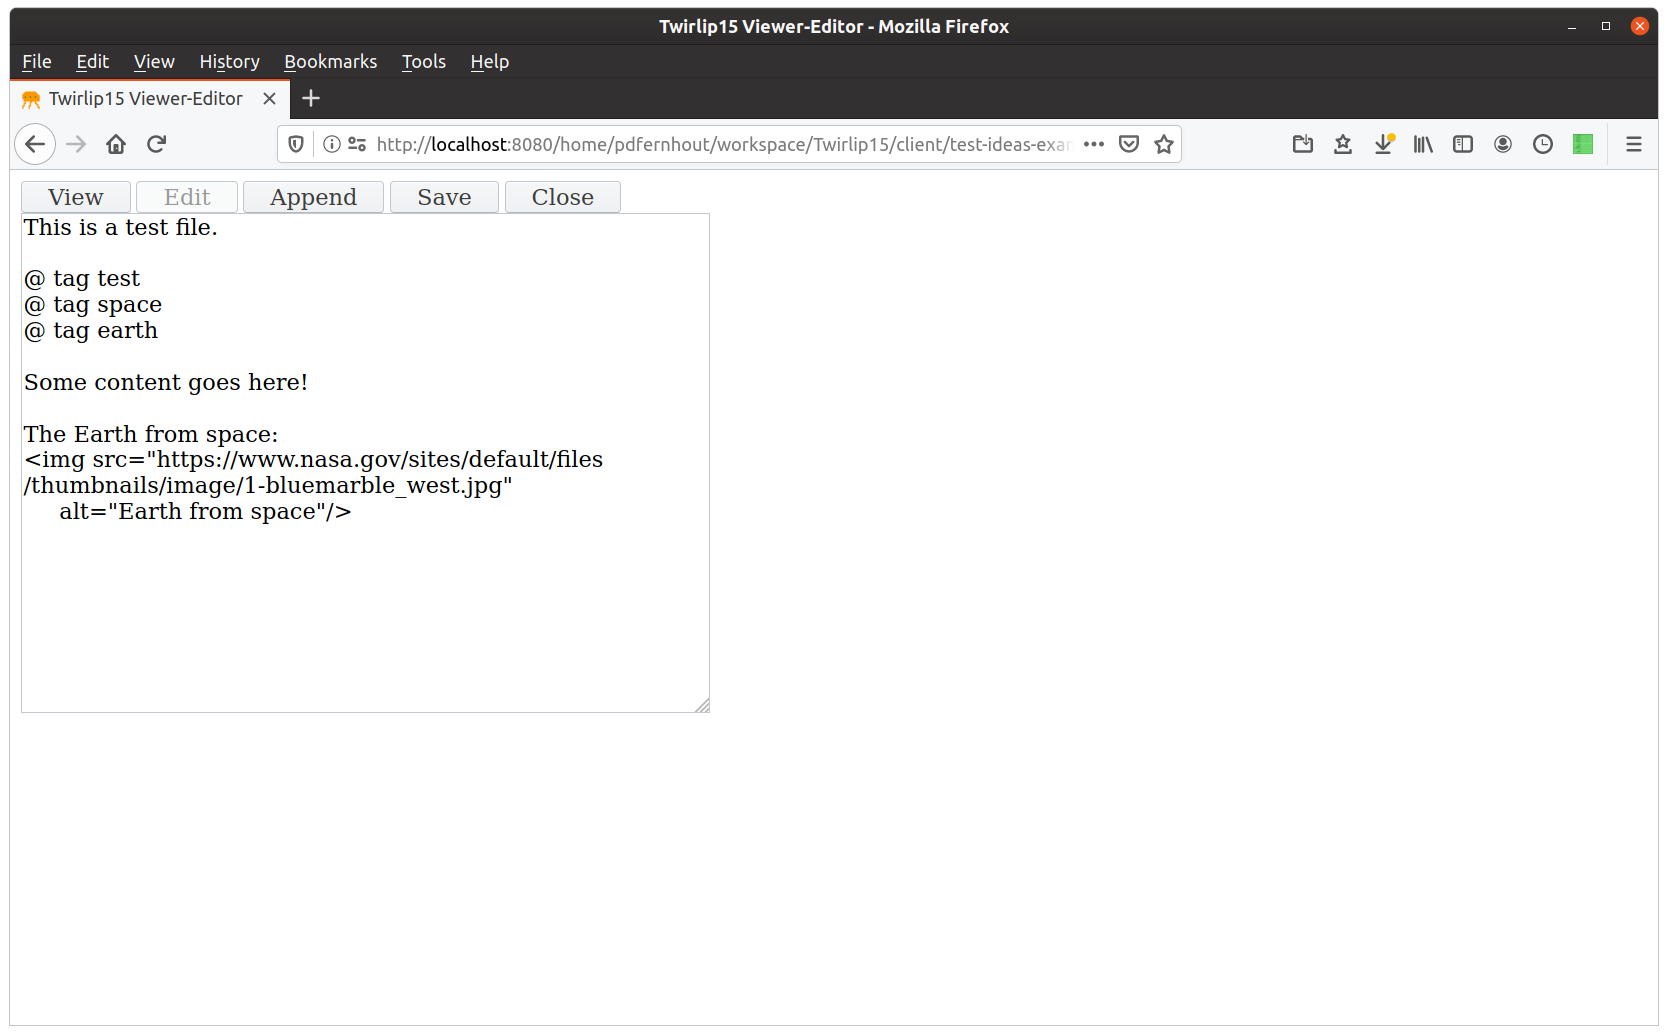 Twirlip15 Viewer-Editor - Mozilla Firefox
File Edit View History Bookmarks Tools Help
Twirlip15 Viewer-Editor
http://localhost:8080/home/pdfernhout/workspace/Twirlip15/client/test-ideas-exa
View Edit Append Save Close
This is a test file.
@ tag test
@ tag space
@ tag earth
Some content goes here!
The Earth from space:
<img src="https://www.nasa.gov/sites/default/files
/thumbnails/image/1-bluemarble_west.jpg"
alt="Earth from space"/>